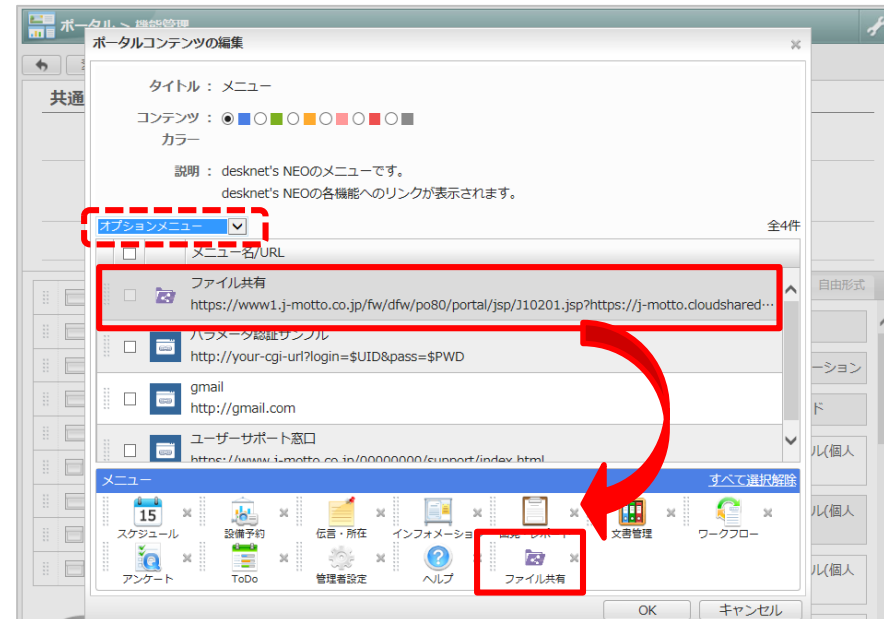 ポータル > 機能管理
ポータルコンテンツの編集
共通
タイトル : メニュー
コンテンツ :
カラー
説明 : desknet's NEOのメニューです。
desknet's NEOの各機能へのリンクが表示されます。
オプションメニュー
全4件
メニュー名/URL
自由形式
ファイル共有
https://www1.j-motto.co.jp/fw/dfw/po80/portal/jsp/J10201.jsp?https://j-motto.cloudshared…
パラメータ認証サンプル
http://your-cgi-url?login=$UID&pass=$PWD
ーション
gmail
http://gmail.com
ド
ユーザーサポート窓口
https://www.j-motto.co.jp/00000000/support/index.html
ル(個人
メニュー
すべて選択解除
15
スケジュール
設備予約
伝言・所在
インフォメーショ
文書管理
ワークフロー
ル(個人
アンケート
ToDo
管理者設定
ヘルプ
ファイル共有
ル(個人
OK
キャンセル